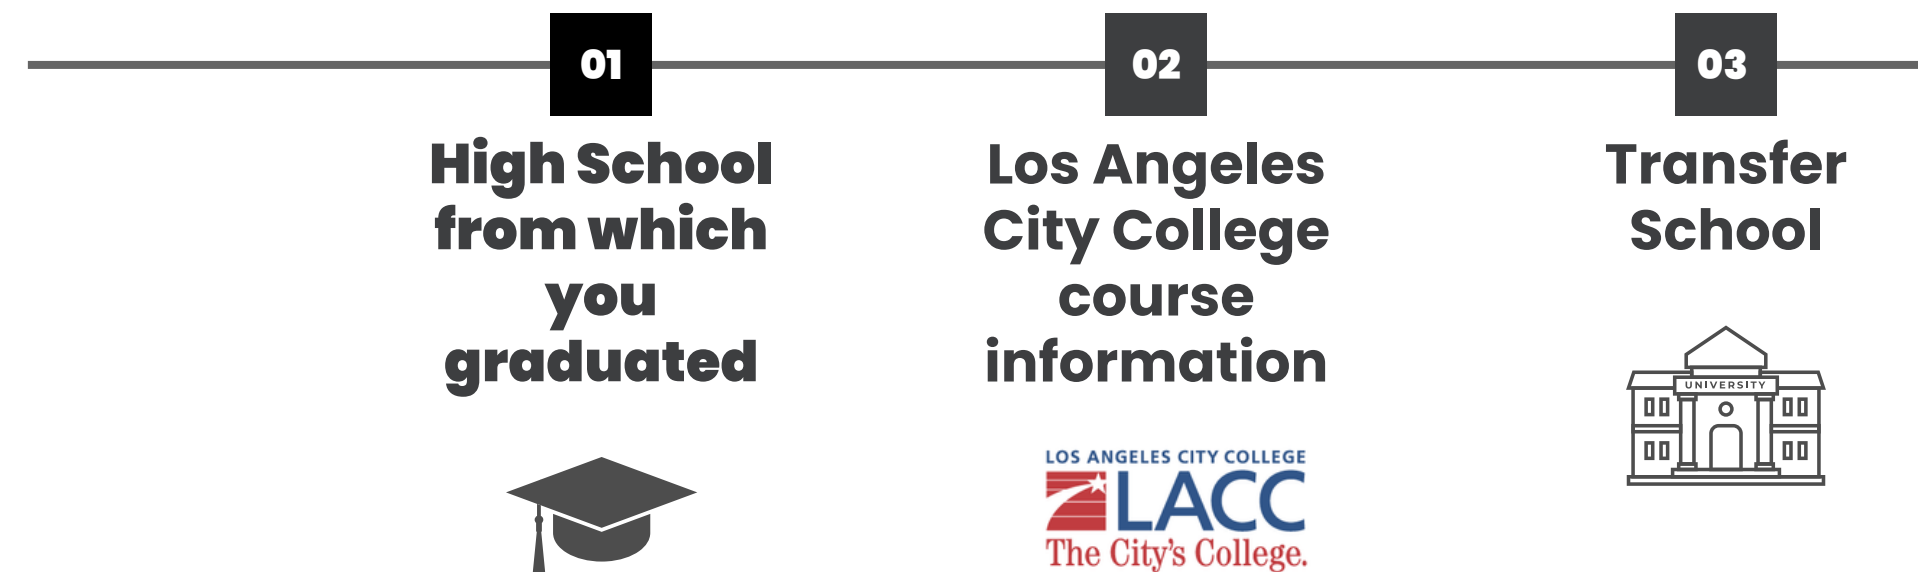 01
High School
from which
you
graduated
02
Los Angeles
City College
course
information
LOS ANGELES CITY COLLEGE
LACC
The City's College.
03
Transfer
School
UNIVERSITY